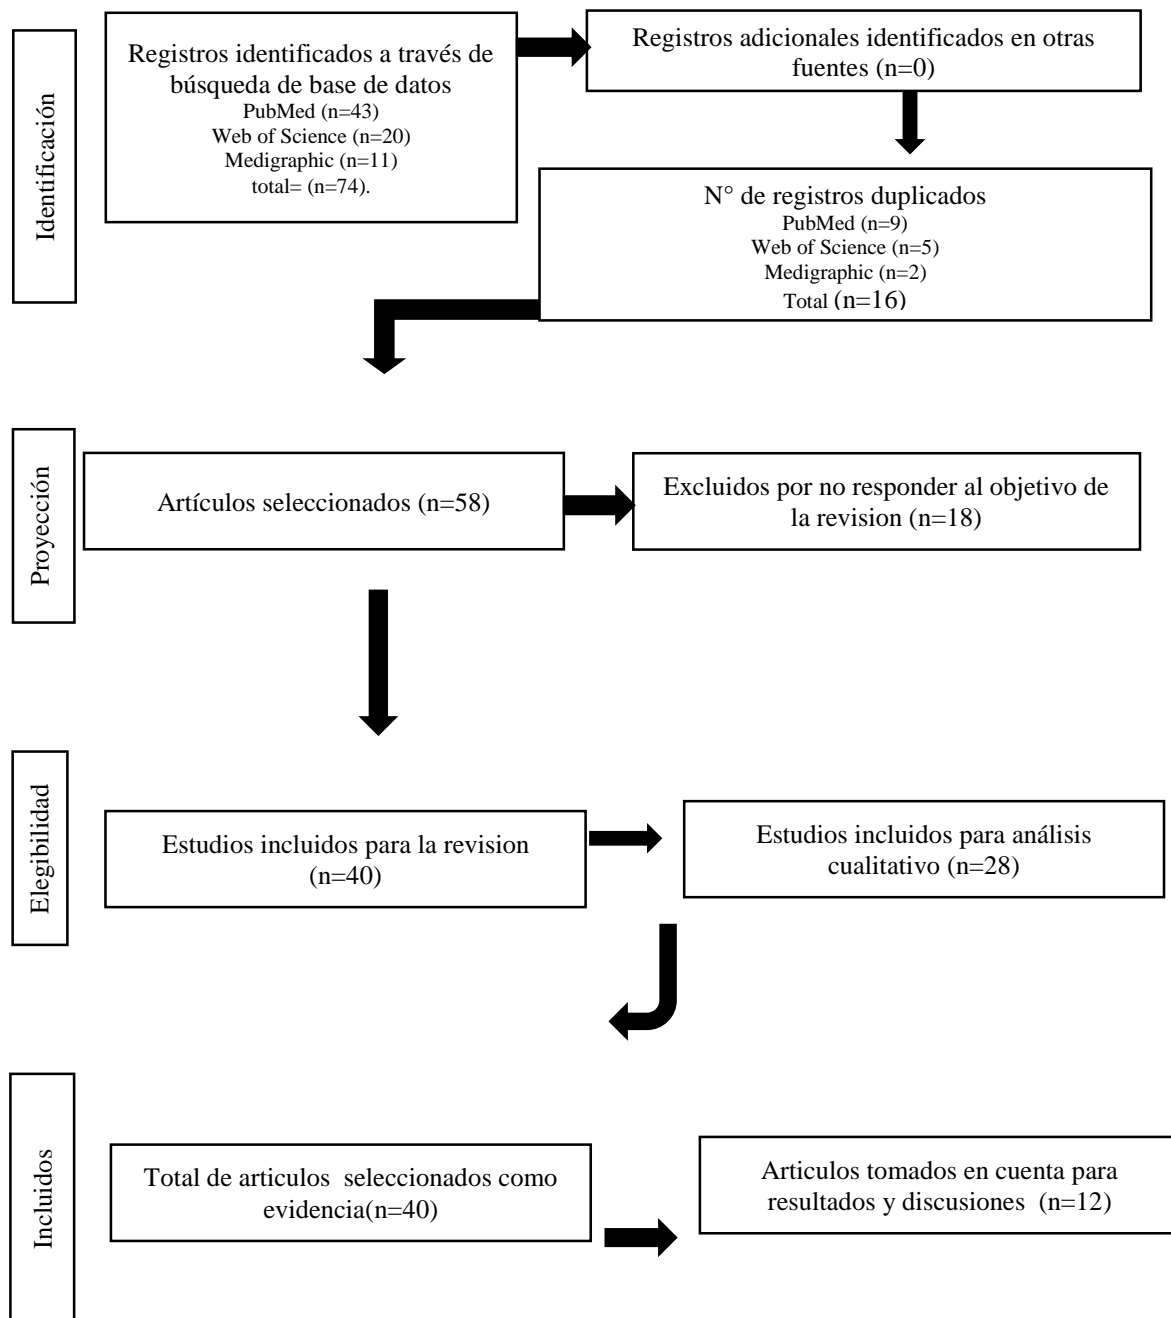 Identificación
Registros identificados a través de
búsqueda de base de datos
PubMed (n=43)
Web of Science (n=20)
Medigraphic (n=11)
total= (n=74).
Registros adicionales identificados en otras
fuentes (n=0)
N° de registros duplicados
PubMed (n=9)
Web of Science (n=5)
Medigraphic (n=2)
Total (n=16)
Proyección
Artículos seleccionados (n=58)
Excluidos por no responder al objetivo de
la revision (n=18)
Elegibilidad
Estudios incluidos para la revision
(n=40)
Estudios incluidos para análisis
cualitativo (n=28)
Incluidos
Total de articulos seleccionados como
evidencia(n=40)
Articulos tomados en cuenta para
resultados y discusiones (n=12)